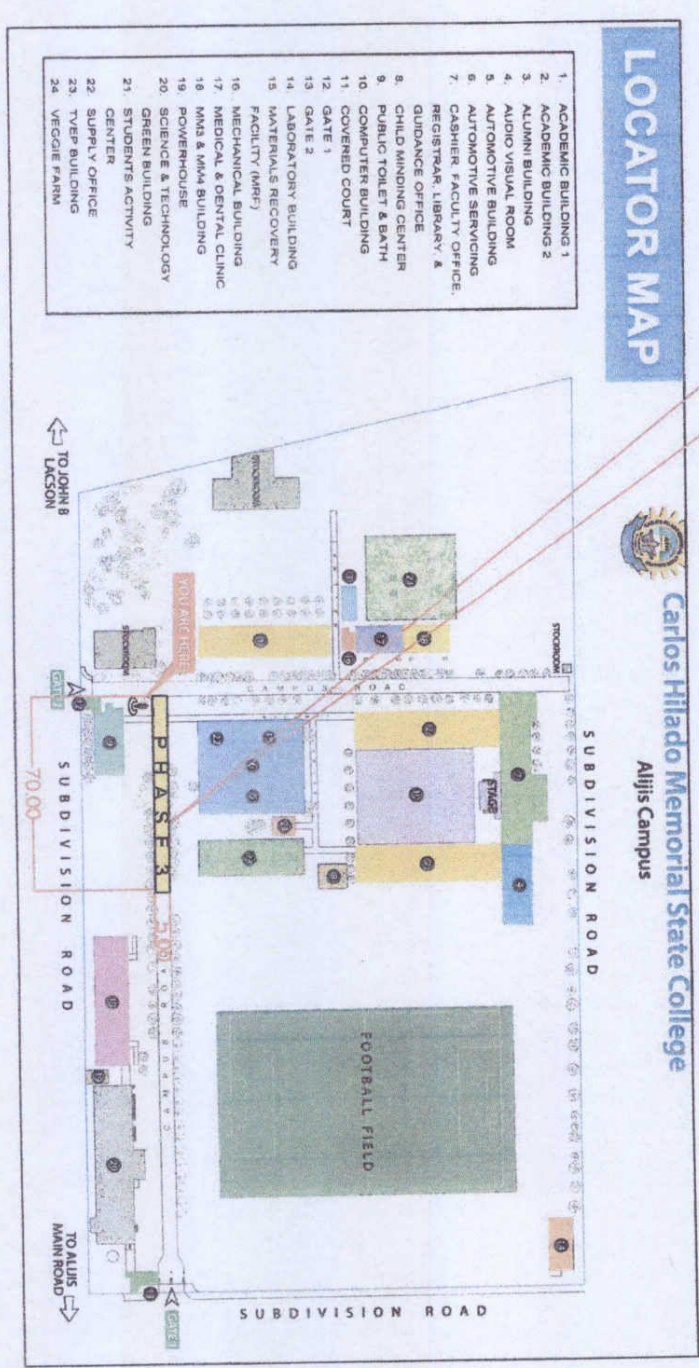 LOCATOR MAP
1. ACADEMIC BUILDING 1
2. ACADEMIC BUILDING 2
3. ALUMNI BUILDING
4. AUDIO VISUAL ROOM
5. AUTOMOTIVE BUILDING
6. AUTOMOTIVE SERVICING
7. CASHIER, FACULTY OFFICE,
REGISTRAR, LIBRARY, &
GUIDANCE OFFICE
8. CHILD MINDING CENTER
9. PUBLIC TOILET & BATH
10. COMPUTER BUILDING
11. COVERED COURT
12. GATE 1
13. GATE 2
14. LABORATORY BUILDING
15. MATERIALS RECOVERY
FACILITY (MRF)
16. MECHANICAL BUILDING
17. MEDICAL & DENTAL CLINIC
18. MM3 & MM4 BUILDING
19. POWERHOUSE
20. SCIENCE & TECHNOLOGY
GREEN BUILDING
21. STUDENTS ACTIVITY
CENTER
22. SUPPLY OFFICE
23. TVEP BUILDING
24. VEGGIE FARM
Carlos Hilado Memorial State College
Alijis Campus
SUBDIVISION ROAD
STOCKROOM
STOCKROOM
STOCKROOM
STAGE
CAMPUS ROAD
YOU ARE HERE
PHASE 3
FOOTBALL FIELD
70.00
SUBDIVISION ROAD
SUBDIVISION ROAD
TO JOHN B
LACSON
TO ALIJIS
MAIN ROAD